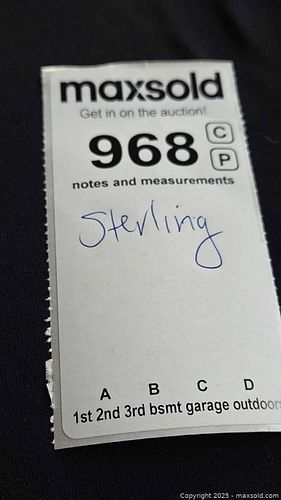 maxsold
Get in on the auction!
968 C
P
notes and measurements
Sterling
A B C D
1st 2nd 3rd bsmt garage outdoors
Copyright 2025 - maxsold.com